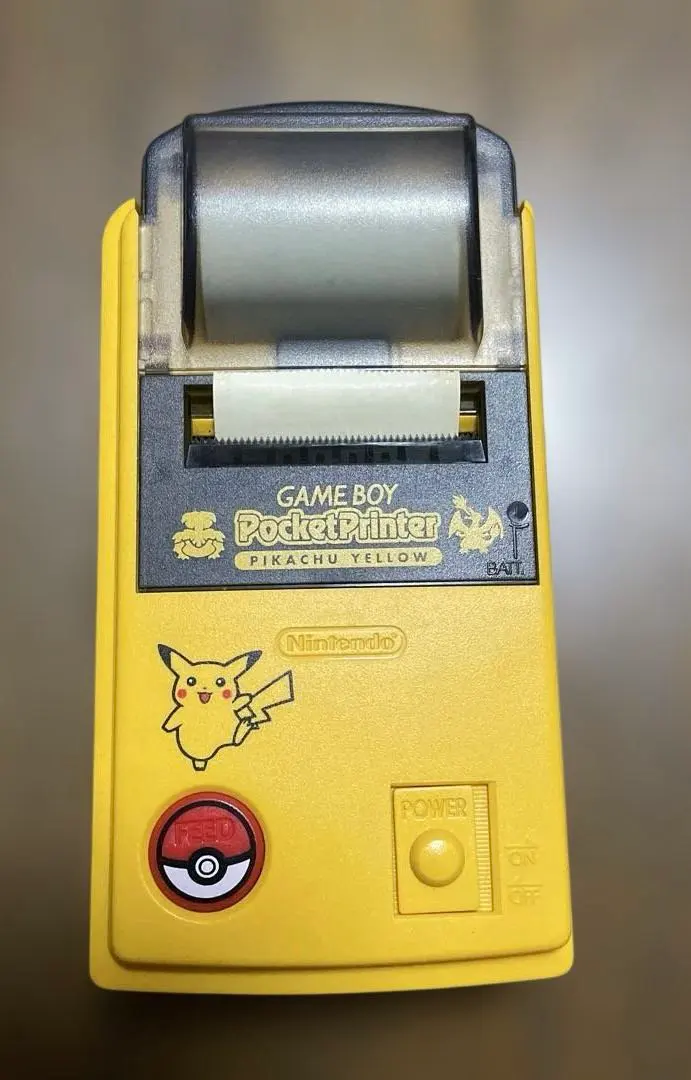 GAME BOY
PocketPrinter
PIKACHU YELLOW
BATT.
Nintendo
FEED
POWER
ON
OFF